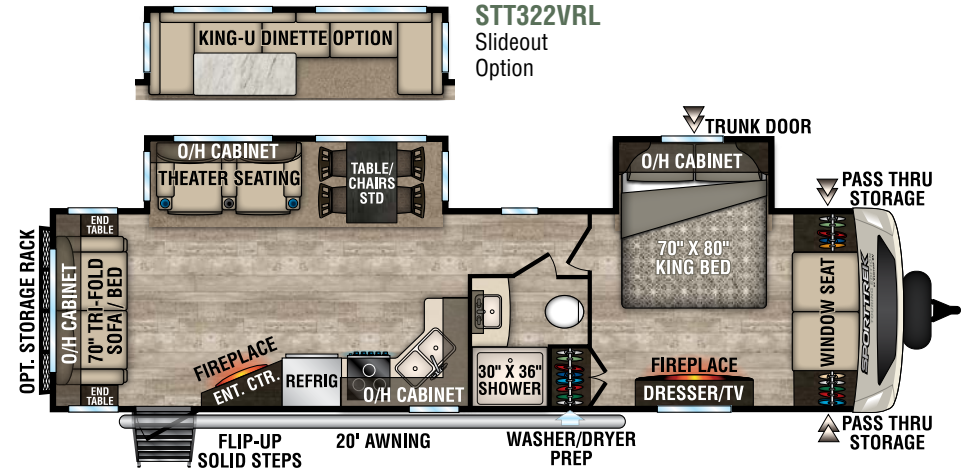 STT322VRL
Slideout
Option
KING-U DINETTE OPTION
TRUNK DOOR
O/H CABINET
THEATER SEATING
TABLE/
CHAIRS
STD
O/H CABINET
PASS THRU
STORAGE
END
TABLE
OPT. STORAGE RACK
O/H CABINET
70" TRI-FOLD
SOFA / BED
70" X 80"
KING BED
WINDOW SEAT
SPORTTREK
FIREPLACE
ENT. CTR.
REFRIG
O/H CABINET
30" X 36"
SHOWER
FIREPLACE
DRESSER/TV
END
TABLE
FLIP-UP
SOLID STEPS
20' AWNING
WASHER/DRYER
PREP
PASS THRU
STORAGE